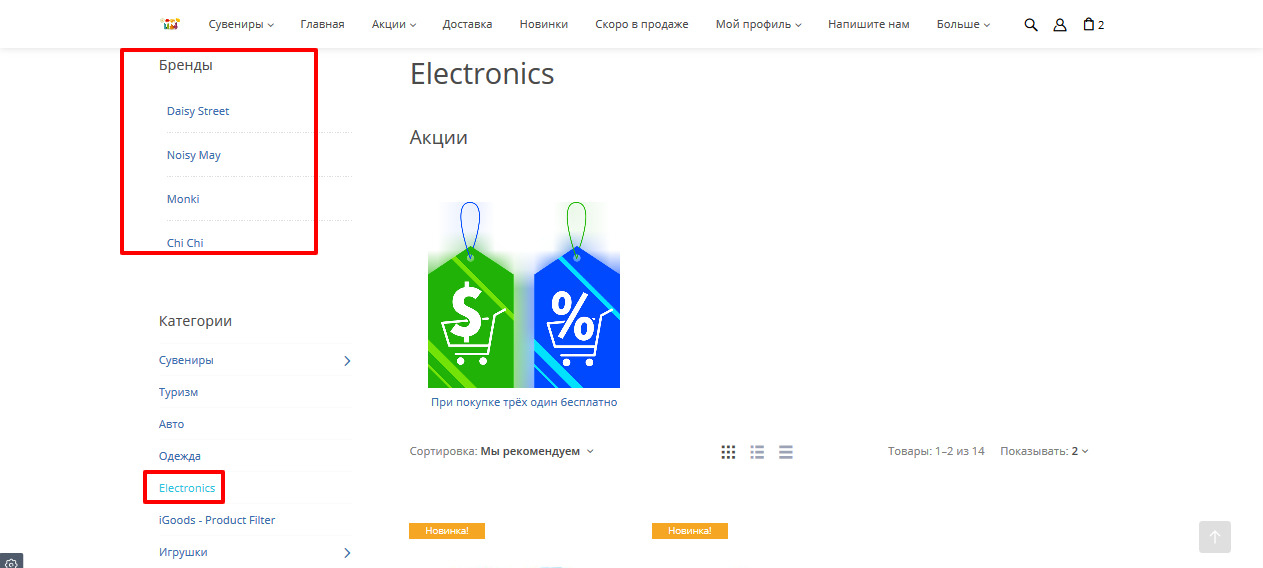 Сувениры Главная Акции Доставка Новинки Скоро в продаже Мой профиль Напишите нам Больше 2
Бренды
Daisy Street
Noisy May
Monki
Chi Chi
Категории
Сувениры
Туризм
Авто
Одежда
Electronics
iGoods - Product Filter
Игрушки
Electronics
Акции
$ %
При покупке трёх один бесплатно
Сортировка: Мы рекомендуем Товары: 1–2 из 14 Показывать: 2
Новинка! Новинка!